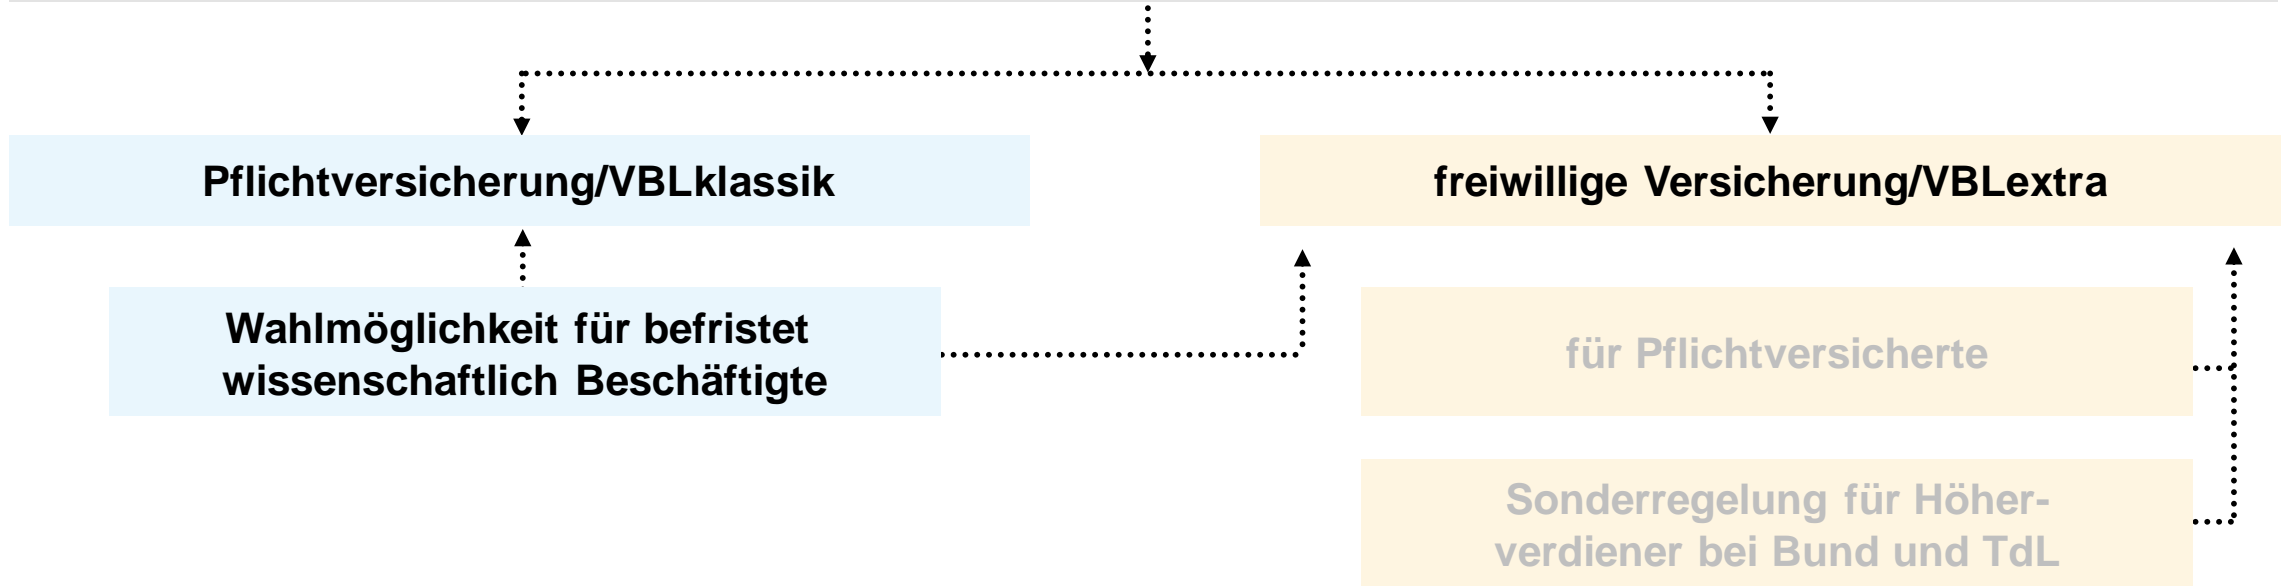 Pflichtversicherung/VBLklassik
freiwillige Versicherung/VBLextra
Wahlmöglichkeit für befristet
wissenschaftlich Beschäftigte
für Pflichtversicherte
Sonderregelung für Höher-
verdiener bei Bund und TdL